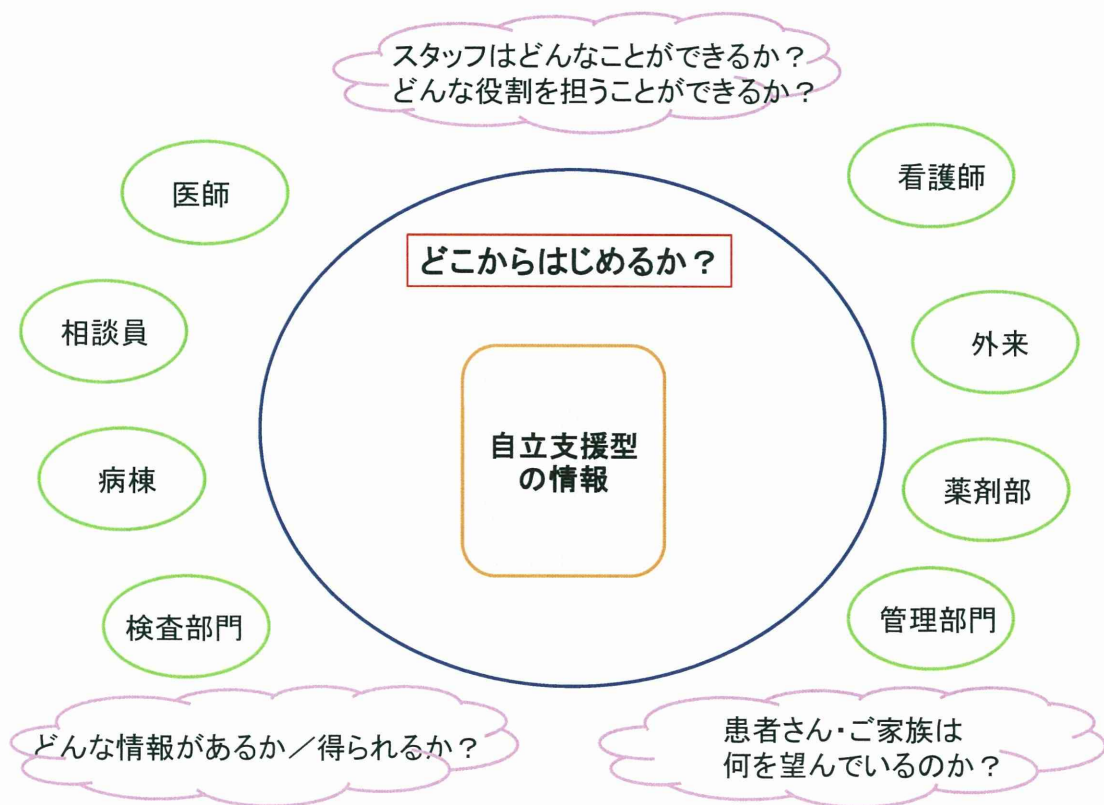 スタッフはどんなことができるか？
どんな役割を担うことができるか？
医師
看護師
どこからはじめるか？
相談員
外来
自立支援型
の情報
病棟
薬剤部
検査部門
管理部門
どんな情報があるか／得られるか？
患者さん・ご家族は
何を望んでいるのか？